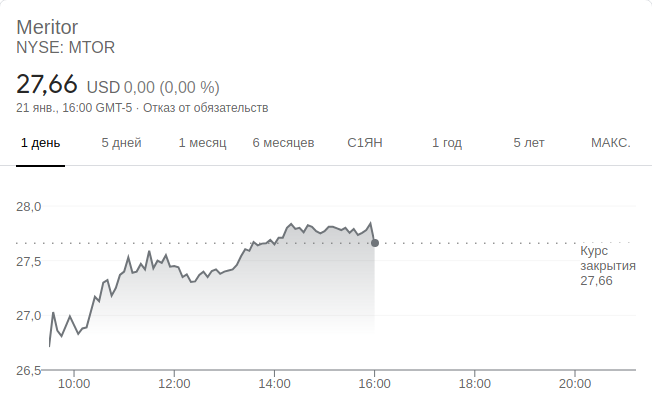 Meritor
NYSE: MTOR
27,66 USD 0,00 (0,00 %)
21 янв., 16:00 GMT-5 · Отказ от обязательств
1 день 5 дней 1 месяц 6 месяцев С1ЯН 1 год 5 лет МАКС.
28,0
Курс
закрытия
27,5
27,66
27,0
26,5
10:00 12:00 14:00 16:00 18:00 20:00